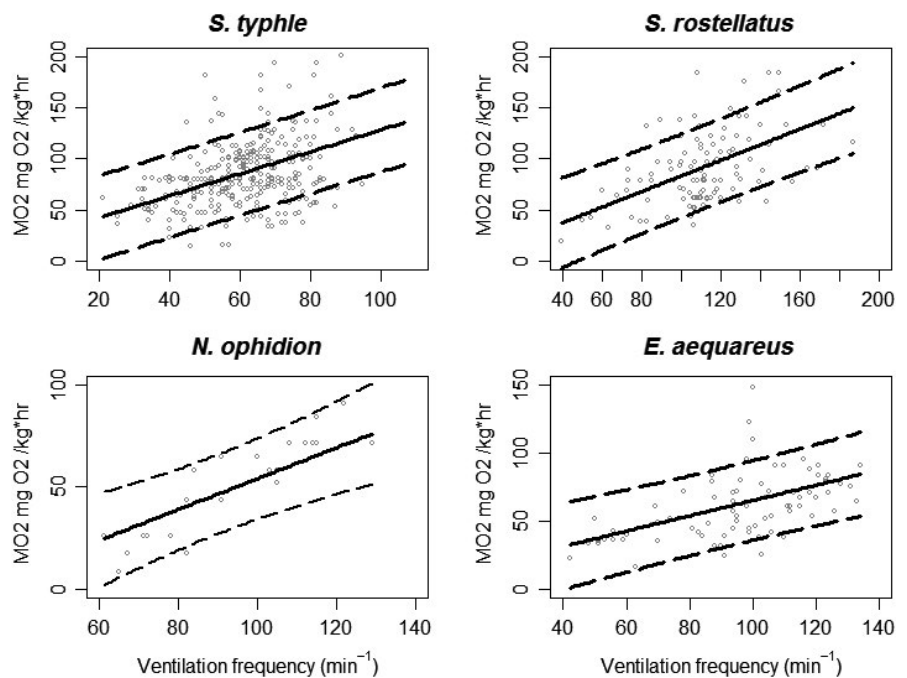 S. typhle
S. rostellatus
MO2 mg O2 /kg*hr
200
150
100
50
0
20 40 60 80 100
MO2 mg O2 /kg*hr
200
150
100
50
0
40 60 80 120 160 200
N. ophidion
E. aequareus
MO2 mg O2 /kg*hr
100
50
0
60 80 100 120 140
Ventilation frequency (min⁻¹)
MO2 mg O2 /kg*hr
150
100
50
0
40 60 80 100 120 140
Ventilation frequency (min⁻¹)